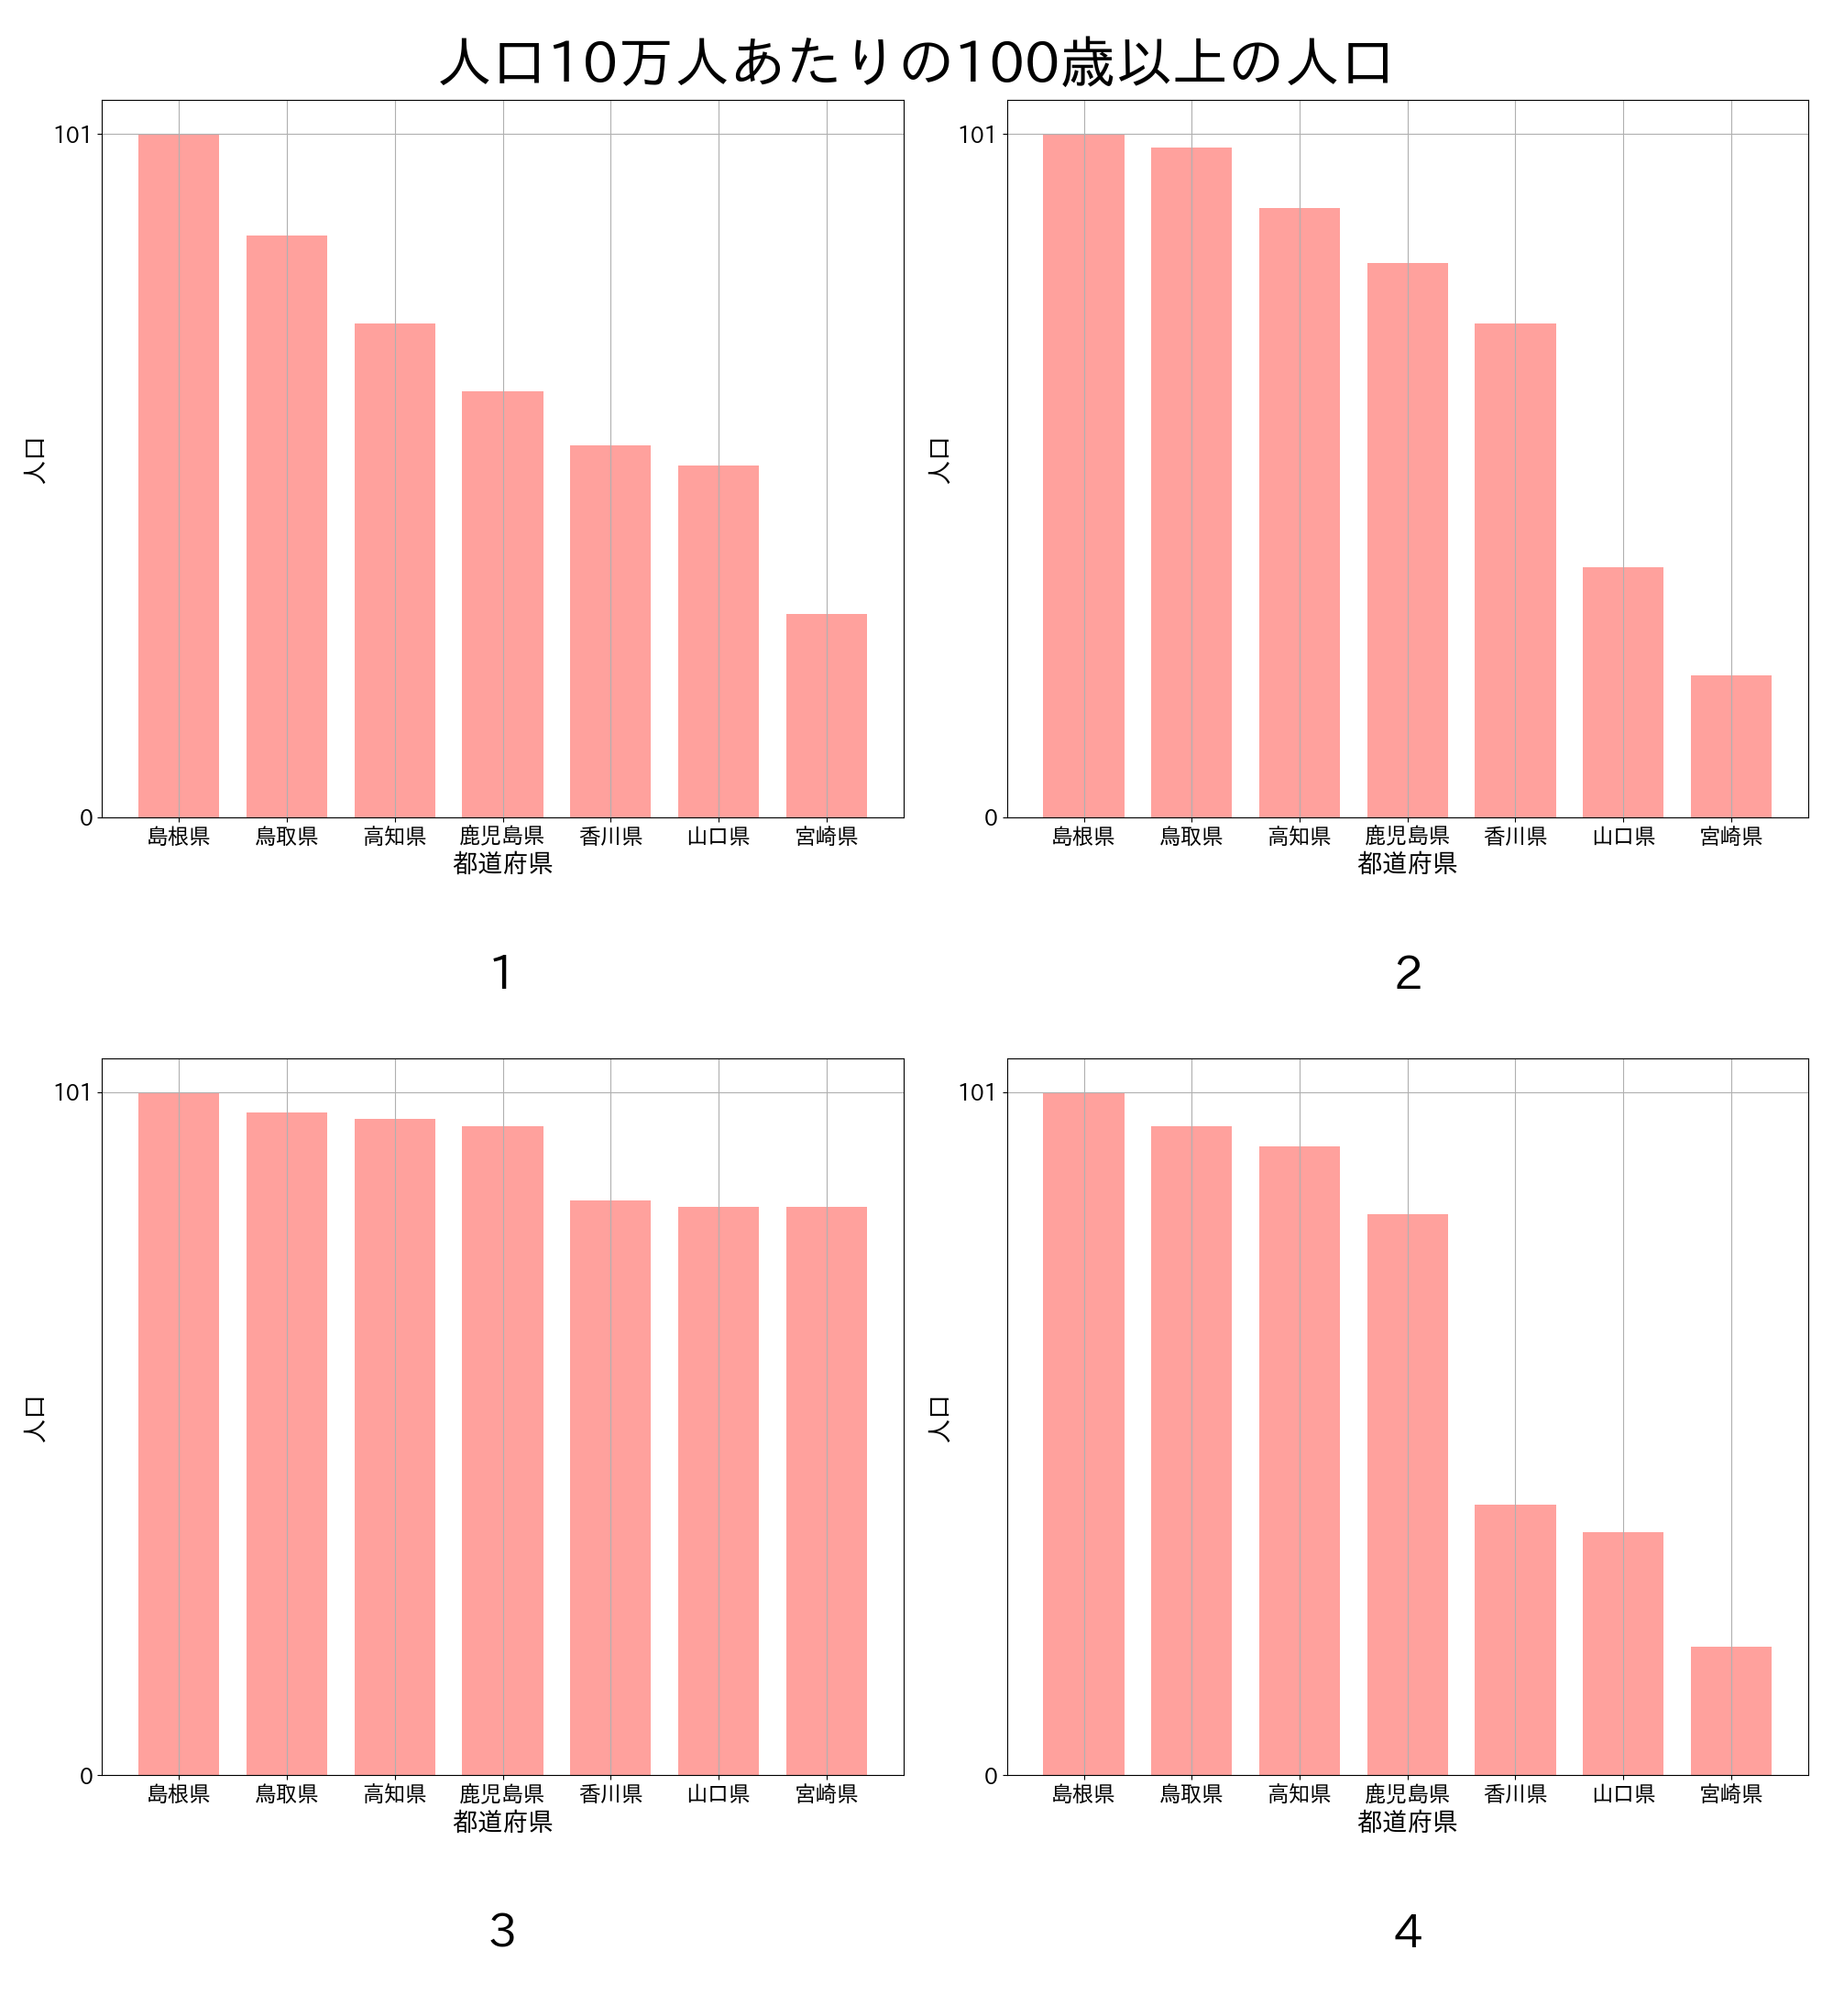 人口10万人あたりの100歳以上の人口
101
0
人口
島根県 鳥取県 高知県 鹿児島県 香川県 山口県 宮崎県
都道府県
1
101
0
人口
島根県 鳥取県 高知県 鹿児島県 香川県 山口県 宮崎県
都道府県
2
101
0
人口
島根県 鳥取県 高知県 鹿児島県 香川県 山口県 宮崎県
都道府県
3
101
0
人口
島根県 鳥取県 高知県 鹿児島県 香川県 山口県 宮崎県
都道府県
4